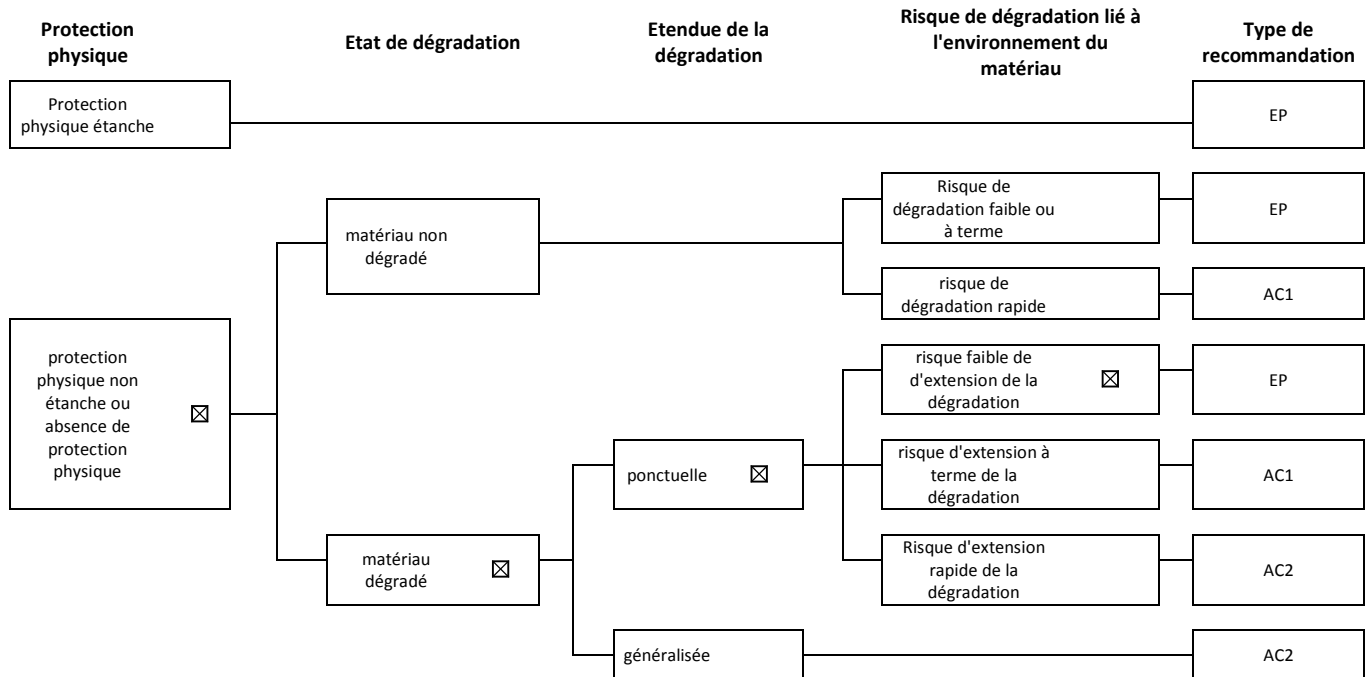 Protection
physique
Etat de dégradation
Etendue de la
dégradation
Risque de dégradation lié à
l'environnement du
matériau
Type de
recommandation
Protection
physique étanche
EP
matériau non
dégradé
Risque de
dégradation faible ou
à terme
EP
risque de
dégradation rapide
AC1
protection
physique non
étanche ou
absence de
protection
physique
risque faible de
d'extension de la
dégradation
EP
ponctuelle
risque d'extension à
terme de la
dégradation
AC1
matériau
dégradé
Risque d'extension
rapide de la
dégradation
AC2
généralisée
AC2